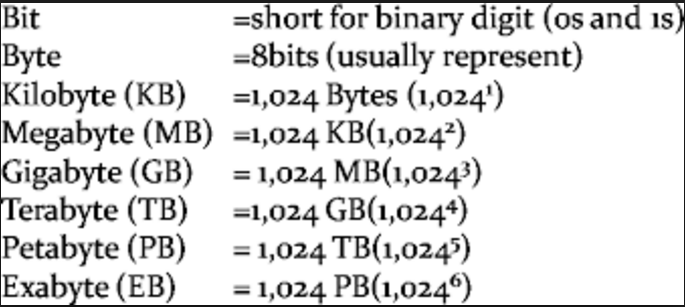 Bit =short for binary digit (0s and 1s)
Byte =8bits (usually represent)
Kilobyte (KB) =1,024 Bytes (1,024¹)
Megabyte (MB) =1,024 KB(1,024²)
Gigabyte (GB) = 1,024 MB(1,024³)
Terabyte (TB) =1,024 GB(1,024⁴)
Petabyte (PB) = 1,024 TB(1,024⁵)
Exabyte (EB) = 1,024 PB(1,024⁶)